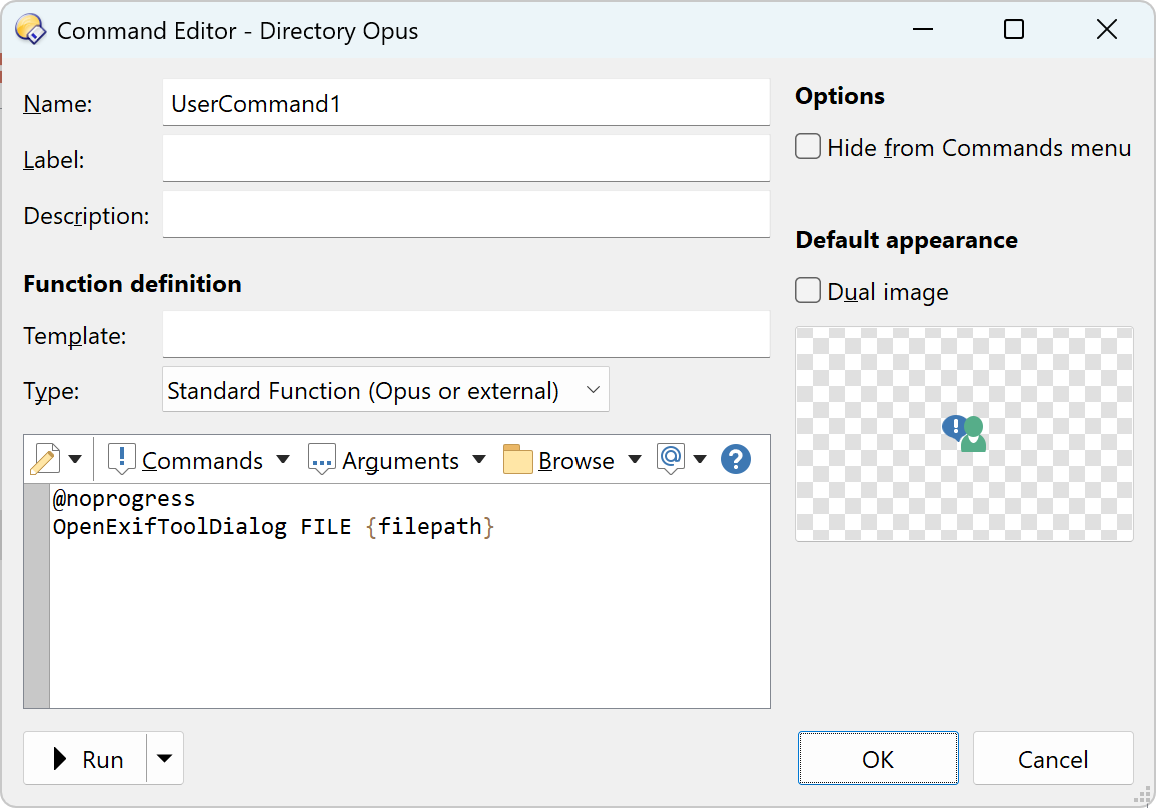 Command Editor - Directory Opus
Name: UserCommand1
Label:
Description:
Function definition
Template:
Type: Standard Function (Opus or external)
Commands Arguments Browse
@noprogress
OpenExifToolDialog FILE {filepath}
Run
Options
Hide from Commands menu
Default appearance
Dual image
OK Cancel